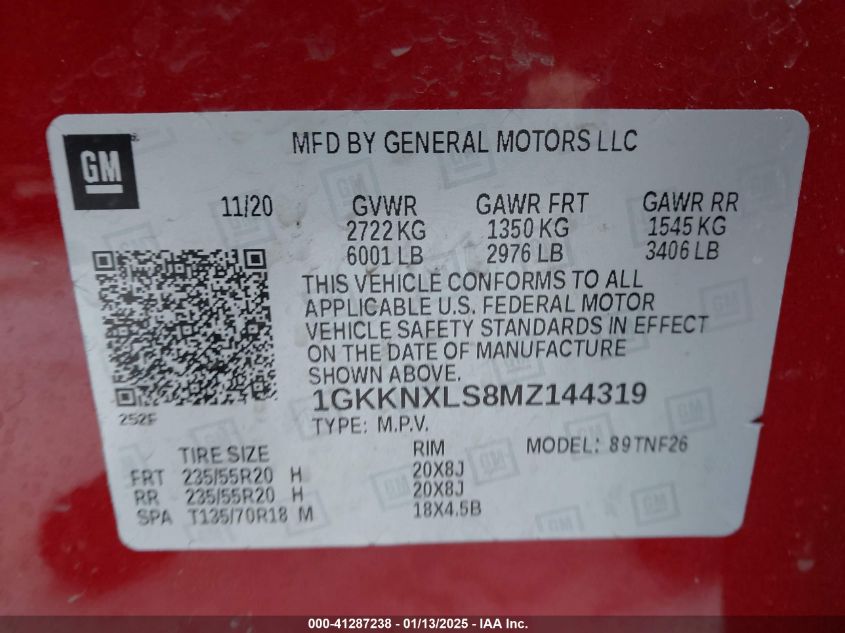 GM
MFD BY GENERAL MOTORS LLC
11/20 GVWR GAWR FRT GAWR RR
2722 KG 1350 KG 1545 KG
6001 LB 2976 LB 3406 LB
THIS VEHICLE CONFORMS TO ALL
APPLICABLE U.S. FEDERAL MOTOR
VEHICLE SAFETY STANDARDS IN EFFECT
ON THE DATE OF MANUFACTURE
SHOWN ABOVE.
1GKKNXLS8MZ144319
252F
TYPE: M.P.V.
TIRE SIZE RIM MODEL: 89TNF26
FRT 235/55R20 H 20X8J
RR 235/55R20 H 20X8J
SPA T135/70R18 M 18X4.5B
000-41287238 - 01/13/2025 - IAA Inc.